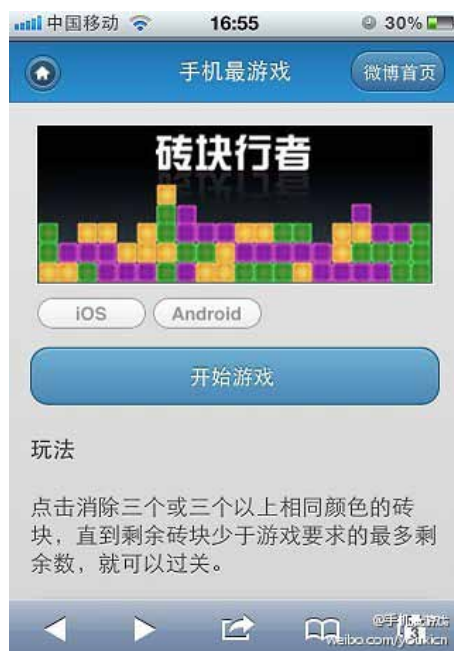 中国移动 16:55 30%
手机最游戏 微博首页
砖块行者
iOS Android
开始游戏
玩法
点击消除三个或三个以上相同颜色的砖
块，直到剩余砖块少于游戏要求的最多剩
余数，就可以过关。
@手机最游戏
weibo.com/youxicn